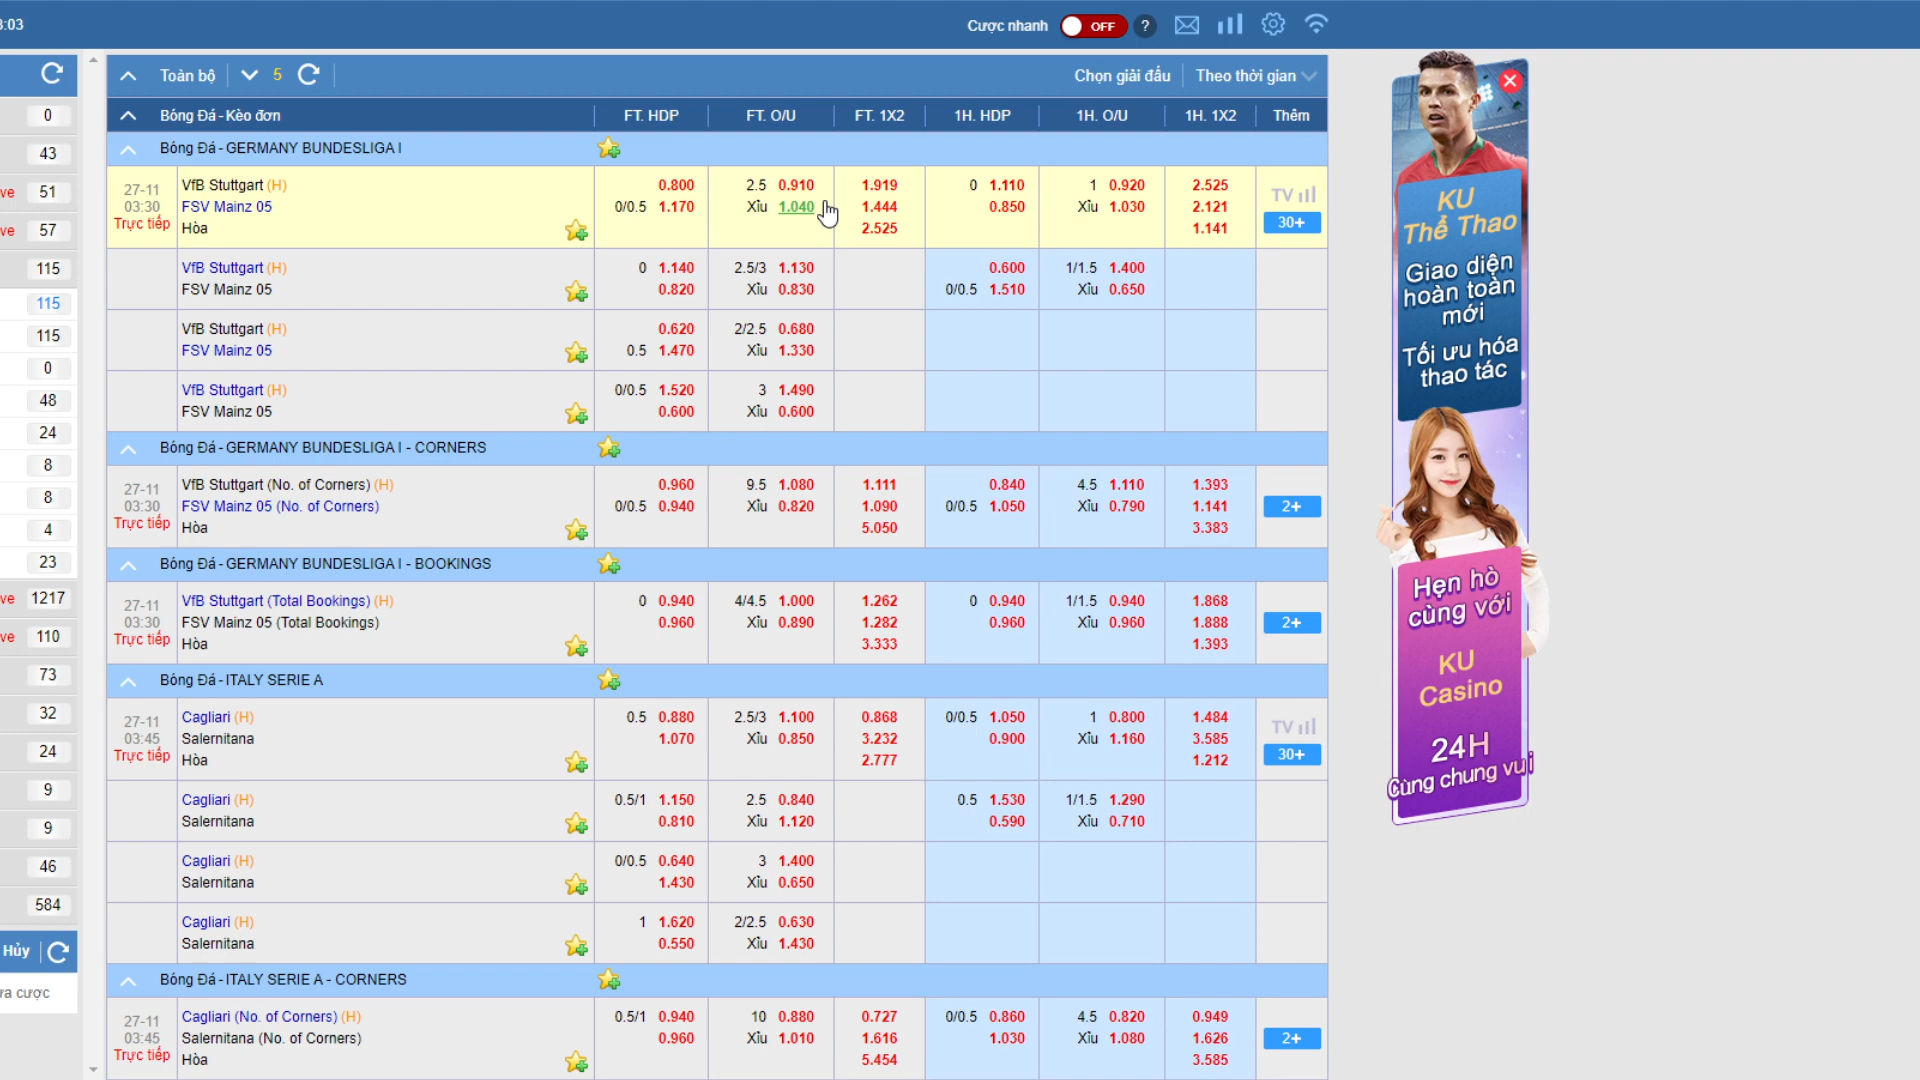 3:03
Cược nhanh OFF ?
Toàn bộ 5 Chọn giải đấu Theo thời gian
Bóng Đá - Kèo đơn FT. HDP FT. O/U FT. 1X2 1H. HDP 1H. O/U 1H. 1X2 Thêm
Bóng Đá - GERMANY BUNDESLIGA I
27-11 03:30 Trực tiếp
VfB Stuttgart (H) 0.800 2.5 0.910 1.919 0 1.110 1 0.920 2.525 TV
FSV Mainz 05 0/0.5 1.170 Xỉu 1.040 1.444 0.850 Xỉu 1.030 2.121 30+
Hòa 2.525 1.141
VfB Stuttgart (H) 0 1.140 2.5/3 1.130 0.600 1/1.5 1.400
FSV Mainz 05 0.820 Xỉu 0.830 0/0.5 1.510 Xỉu 0.650
VfB Stuttgart (H) 0.620 2/2.5 0.680
FSV Mainz 05 0.5 1.470 Xỉu 1.330
VfB Stuttgart (H) 0/0.5 1.520 3 1.490
FSV Mainz 05 0.600 Xỉu 0.600
Bóng Đá - GERMANY BUNDESLIGA I - CORNERS
27-11 03:30 Trực tiếp
VfB Stuttgart (No. of Corners) (H) 0.960 9.5 1.080 1.111 0.840 4.5 1.110 1.393
FSV Mainz 05 (No. of Corners) 0/0.5 0.940 Xỉu 0.820 1.090 0/0.5 1.050 Xỉu 0.790 1.141 2+
Hòa 5.050 3.383
Bóng Đá - GERMANY BUNDESLIGA I - BOOKINGS
27-11 03:30 Trực tiếp
VfB Stuttgart (Total Bookings) (H) 0 0.940 4/4.5 1.000 1.262 0 0.940 1/1.5 0.940 1.868
FSV Mainz 05 (Total Bookings) 0.960 Xỉu 0.890 1.282 0.960 Xỉu 0.960 1.888 2+
Hòa 3.333 1.393
Bóng Đá - ITALY SERIE A
27-11 03:45 Trực tiếp
Cagliari (H) 0.5 0.880 2.5/3 1.100 0.868 0/0.5 1.050 1 0.800 1.484 TV
Salernitana 1.070 Xỉu 0.850 3.232 0.900 Xỉu 1.160 3.585 30+
Hòa 2.777 1.212
Cagliari (H) 0.5/1 1.150 2.5 0.840 0.5 1.530 1/1.5 1.290
Salernitana 0.810 Xỉu 1.120 0.590 Xỉu 0.710
Cagliari (H) 0/0.5 0.640 3 1.400
Salernitana 1.430 Xỉu 0.650
Cagliari (H) 1 1.620 2/2.5 0.630
Salernitana 0.550 Xỉu 1.430
Bóng Đá - ITALY SERIE A - CORNERS
27-11 03:45 Trực tiếp
Cagliari (No. of Corners) (H) 0.5/1 0.940 10 0.880 0.727 0/0.5 0.860 4.5 0.820 0.949
Salernitana (No. of Corners) 0.960 Xỉu 1.010 1.616 1.030 Xỉu 1.080 1.626 2+
Hòa 5.454 3.585
0
43
ve 51
ve 57
115
115
115
0
48
24
8
8
4
23
ve 1217
ve 110
73
32
24
9
9
46
584
Hủy
ưa cược
KU
Thể Thao
Giao diện
hoàn toàn
mới
Tối ưu hóa
thao tác
Hẹn hò
cùng với
KU
Casino
24H
Cùng chung vui